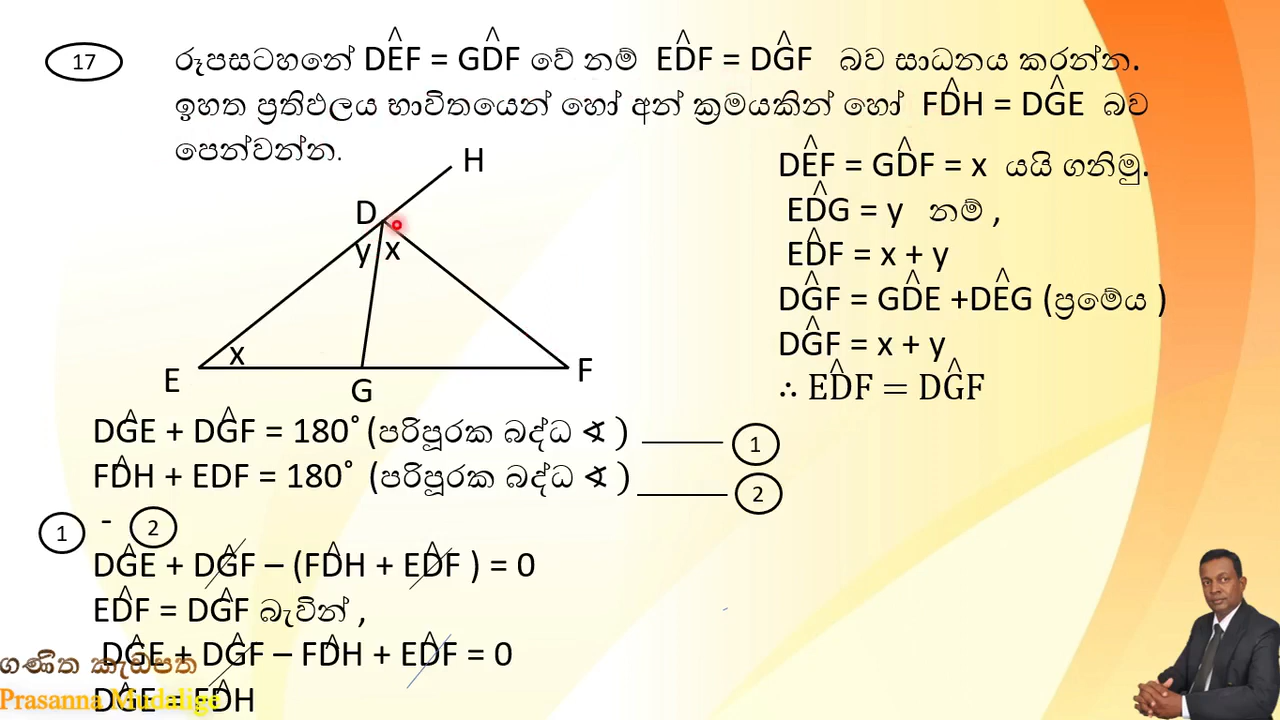 17
රූපසටහනේ DÊF = GD̂F වේ නම් ED̂F = DĜF බව සාධනය කරන්න.
ඉහත ප්‍රතිඵලය භාවිතයෙන් හෝ අන් ක්‍රමයකින් හෝ FD̂H = DĜE බව
පෙන්වන්න.
H
D
y x
x
E
G
F
DÊF = GD̂F = x යයි ගනිමු.
ED̂G = y නම් ,
ED̂F = x + y
DĜF = GD̂E +DÊG (ප්‍රමේය )
DĜF = x + y
∴ ED̂F = DĜF
DĜE + DĜF = 180° (පරිපූරක බද්ධ ∢ ) 1
FD̂H + EDF = 180° (පරිපූරක බද්ධ ∢ ) 2
1 - 2
DĜE + DĜF – (FD̂H + ED̂F ) = 0
ED̂F = DĜF බැවින් ,
DĜE + DĜF – FD̂H + ED̂F = 0
DĜE = FD̂H
ගණිත කැඩපත
Prasanna Mudalige